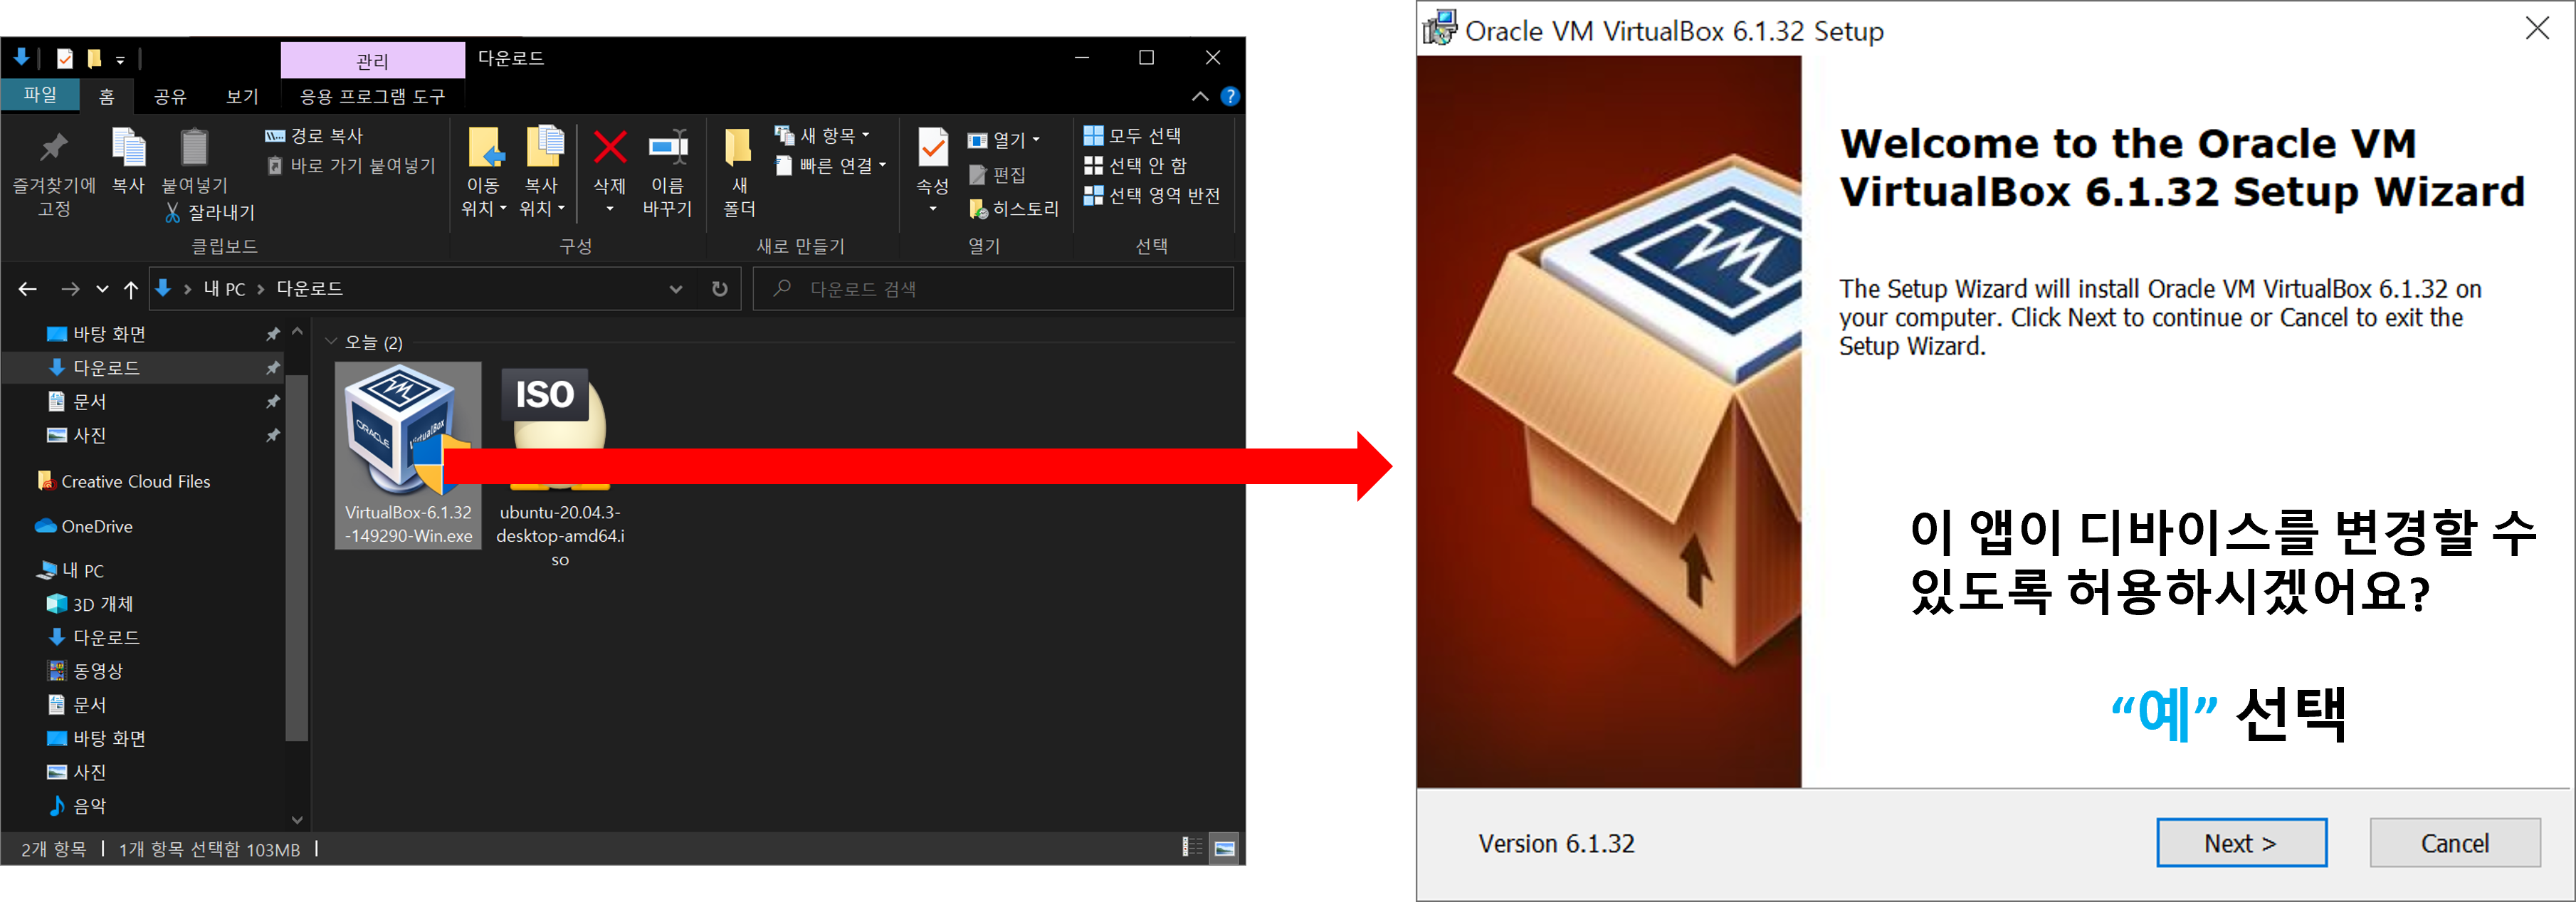 관리
다운로드
파일
홈
공유
보기
응용 프로그램 도구
즐겨찾기에
고정
복사
붙여넣기
경로 복사
바로 가기 붙여넣기
잘라내기
클립보드
이동
위치
복사
위치
삭제
이름
바꾸기
구성
새
폴더
새 항목
빠른 연결
새로 만들기
속성
열기
편집
히스토리
열기
모두 선택
선택 안 함
선택 영역 반전
선택
내 PC > 다운로드
다운로드 검색
바탕 화면
다운로드
문서
사진
Creative Cloud Files
OneDrive
내 PC
3D 개체
다운로드
동영상
문서
바탕 화면
사진
음악
오늘 (2)
ORACLE
VirtualBox
VirtualBox-6.1.32
-149290-Win.exe
ISO
ubuntu-20.04.3-
desktop-amd64.i
so
2개 항목
1개 항목 선택함 103MB
Oracle VM VirtualBox 6.1.32 Setup
Welcome to the Oracle VM
VirtualBox 6.1.32 Setup Wizard
The Setup Wizard will install Oracle VM VirtualBox 6.1.32 on
your computer. Click Next to continue or Cancel to exit the
Setup Wizard.
이 앱이 디바이스를 변경할 수
있도록 허용하시겠어요?
“예” 선택
Version 6.1.32
Next >
Cancel